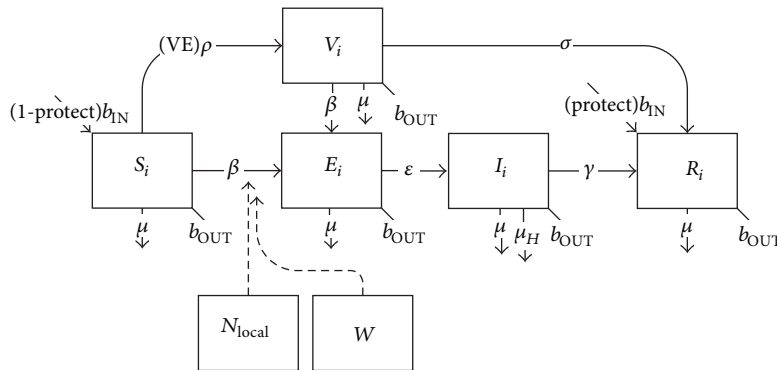 (VE)ρ
V_i
σ
(1-protect)b_IN
β μ b_OUT
(protect)b_IN
S_i
β
E_i
ε
I_i
γ
R_i
μ b_OUT
μ b_OUT
μ μ_H b_OUT
μ b_OUT
N_local
W